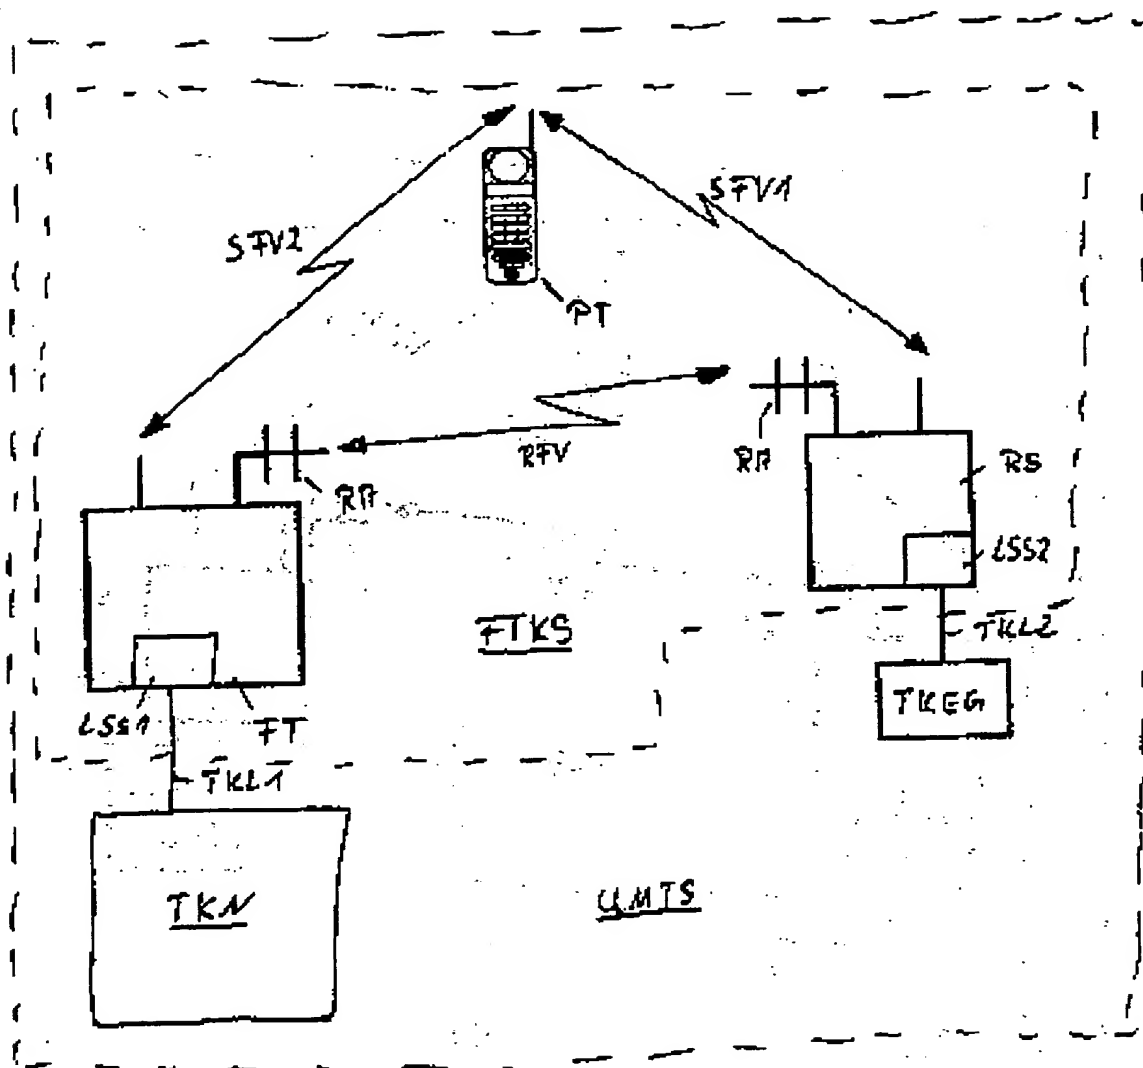 SFV2
SFV1
PT
RFV
RA
RA
RS
LSS2
FTKS
TKL2
TKEG
LSS1
FT
TKL1
TKN
UMTS